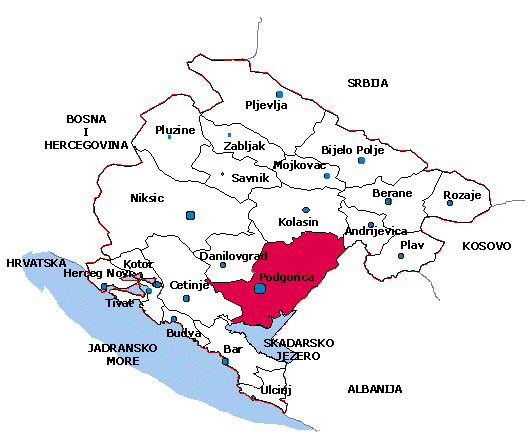 SRBIJA
Pljevlja
BOSNA
I
HERCEGOVINA
Pluzine
Zabljak
Bijelo Polje
Mojkovac
Savnik
Niksic
Berane
Rozaje
Kolasin
Andrjevica
Plav
KOSOVO
HRVATSKA
Kotor
Danilovgrad
Herceg Novi
Podgorica
Cetinje
Tivat
Budva
SKADARSKO
JEZERO
JADRANSKO
MORE
Bar
Ulcinj
ALBANIJA